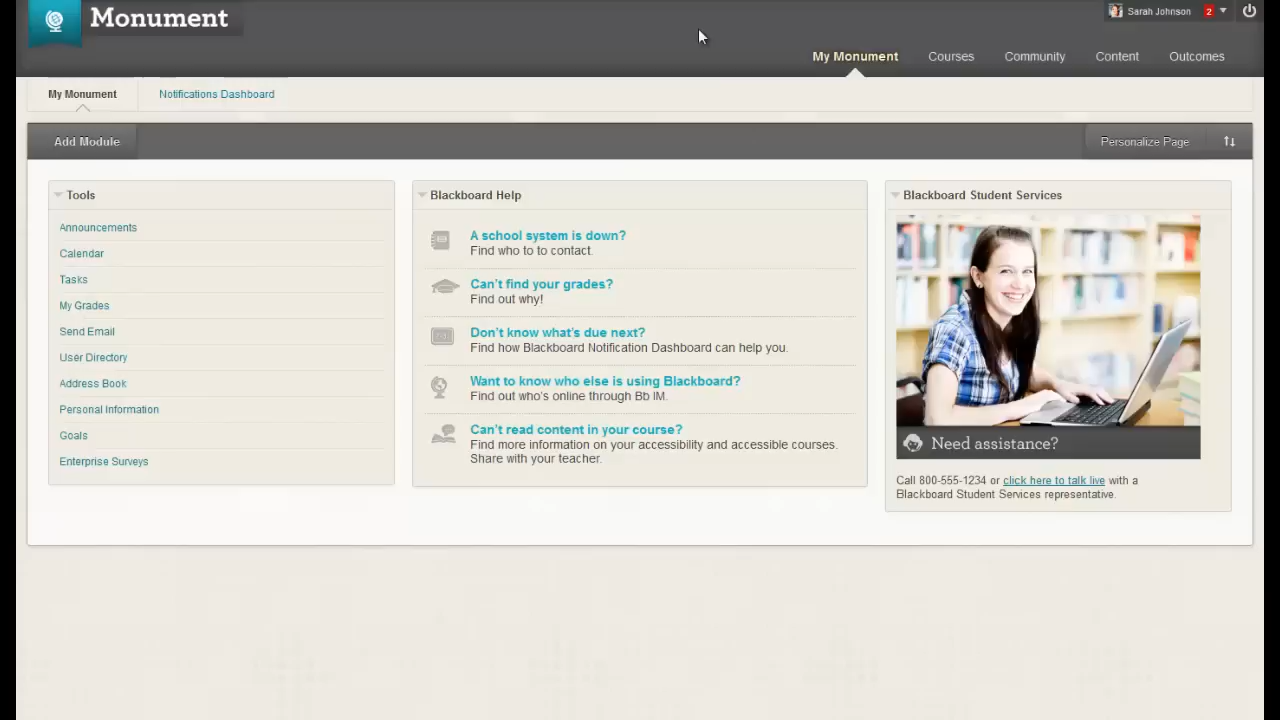 Monument
Sarah Johnson 2
My Monument Courses Community Content Outcomes
My Monument Notifications Dashboard
Add Module Personalize Page
Tools
Announcements
Calendar
Tasks
My Grades
Send Email
User Directory
Address Book
Personal Information
Goals
Enterprise Surveys
Blackboard Help
A school system is down?
Find who to to contact.
Can't find your grades?
Find out why!
Don't know what's due next?
Find how Blackboard Notification Dashboard can help you.
Want to know who else is using Blackboard?
Find out who's online through Bb IM.
Can't read content in your course?
Find more information on your accessibility and accessible courses.
Share with your teacher.
Blackboard Student Services
Need assistance?
Call 800-555-1234 or click here to talk live with a
Blackboard Student Services representative.